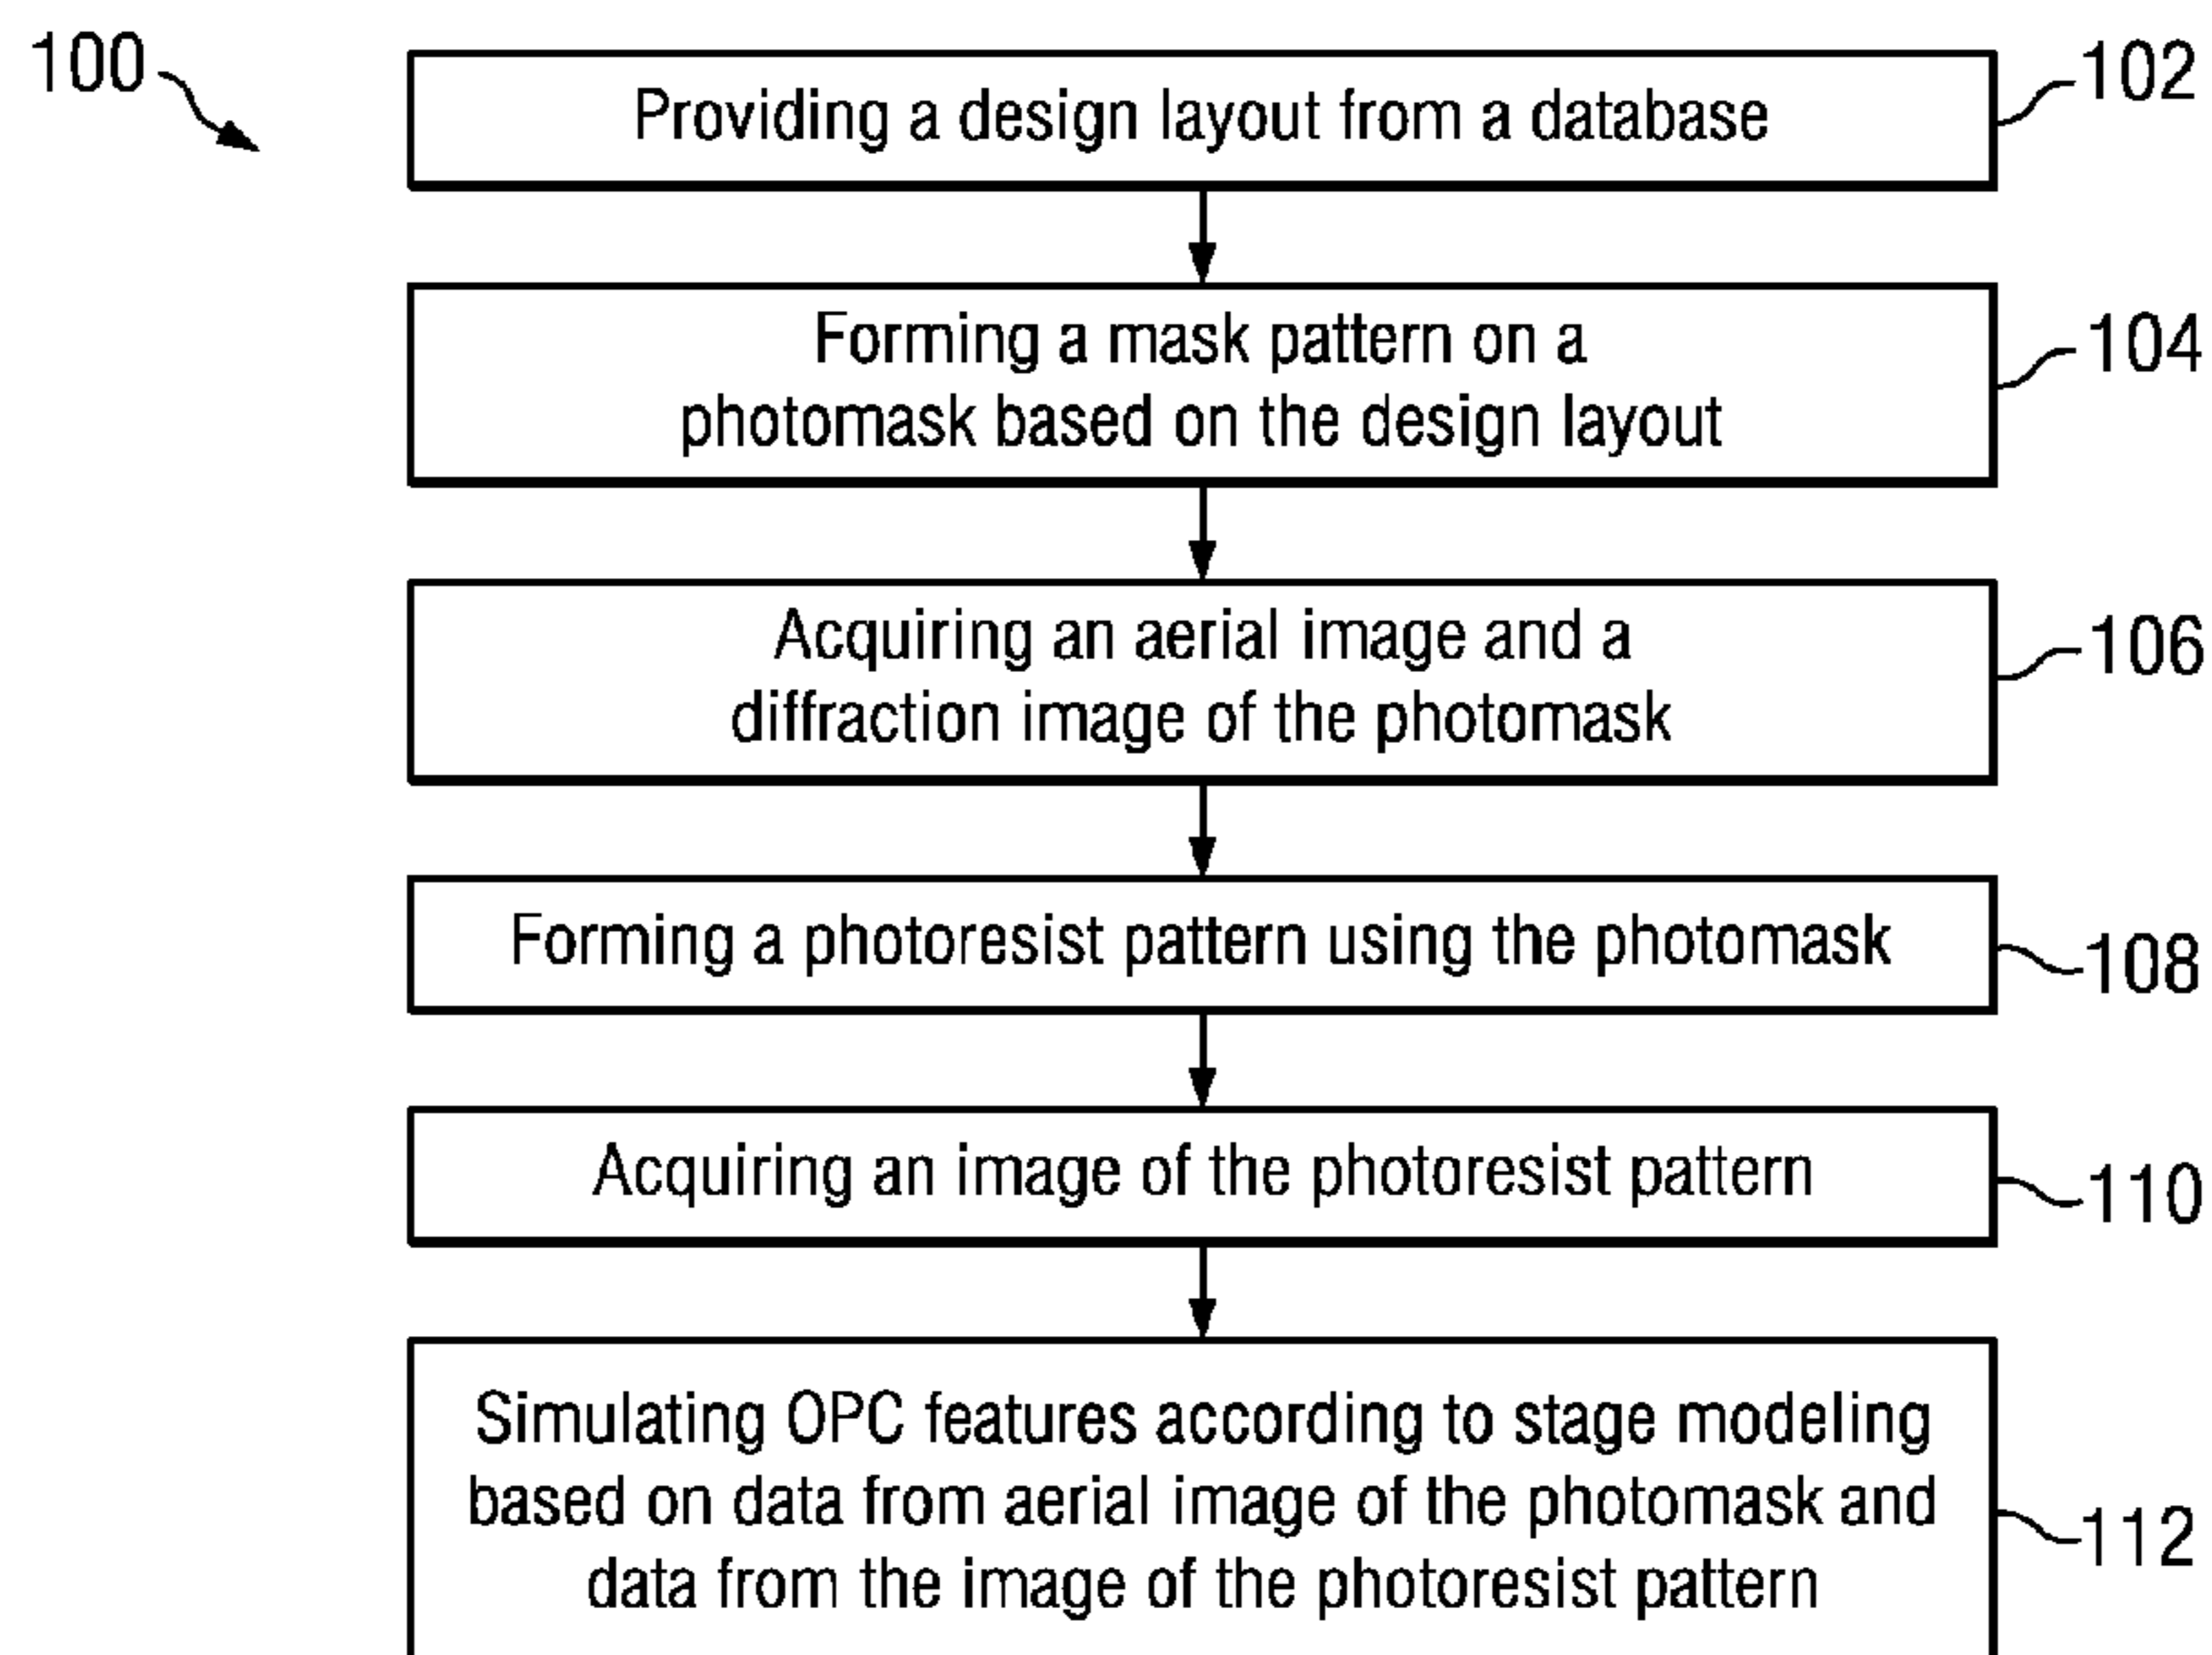 100
Providing a design layout from a database
102
Forming a mask pattern on a
photomask based on the design layout
104
Acquiring an aerial image and a
diffraction image of the photomask
106
Forming a photoresist pattern using the photomask
108
Acquiring an image of the photoresist pattern
110
Simulating OPC features according to stage modeling
based on data from aerial image of the photomask and
data from the image of the photoresist pattern
112